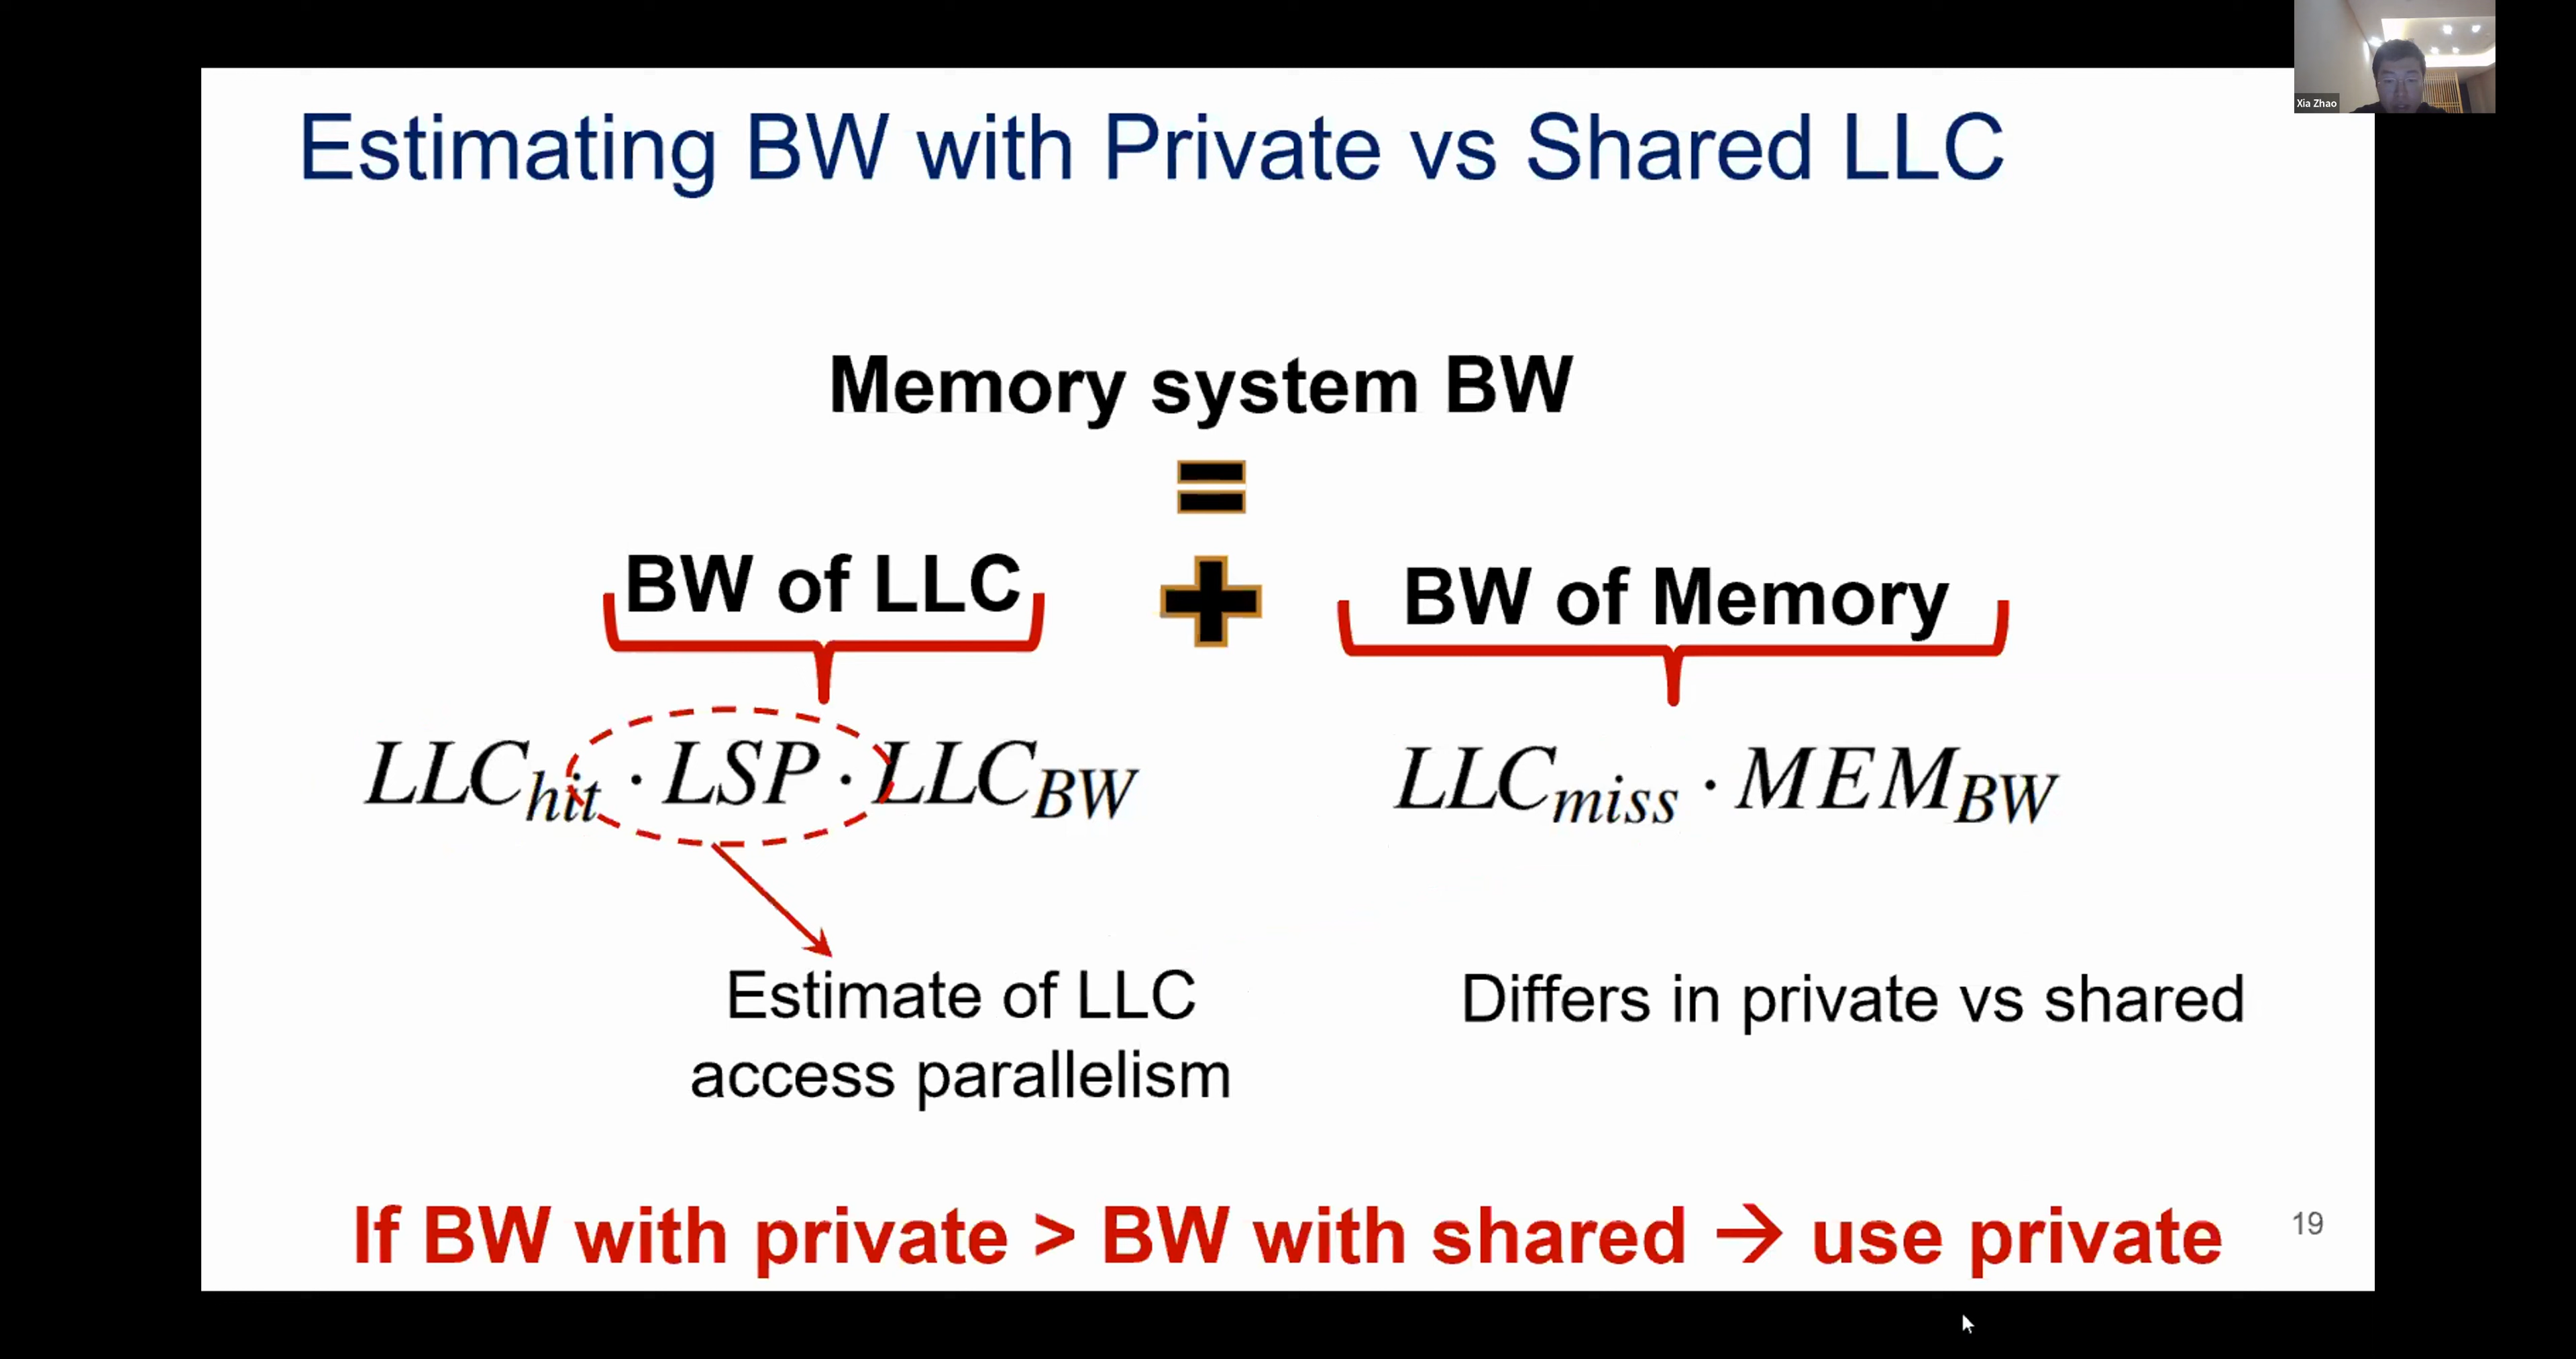 Xia Zhao
Estimating BW with Private vs Shared LLC
Memory system BW
=
BW of LLC + BW of Memory
LLC_hit · LSP · LLC_BW
LLC_miss · MEM_BW
Estimate of LLC
access parallelism
Differs in private vs shared
If BW with private > BW with shared → use private
19